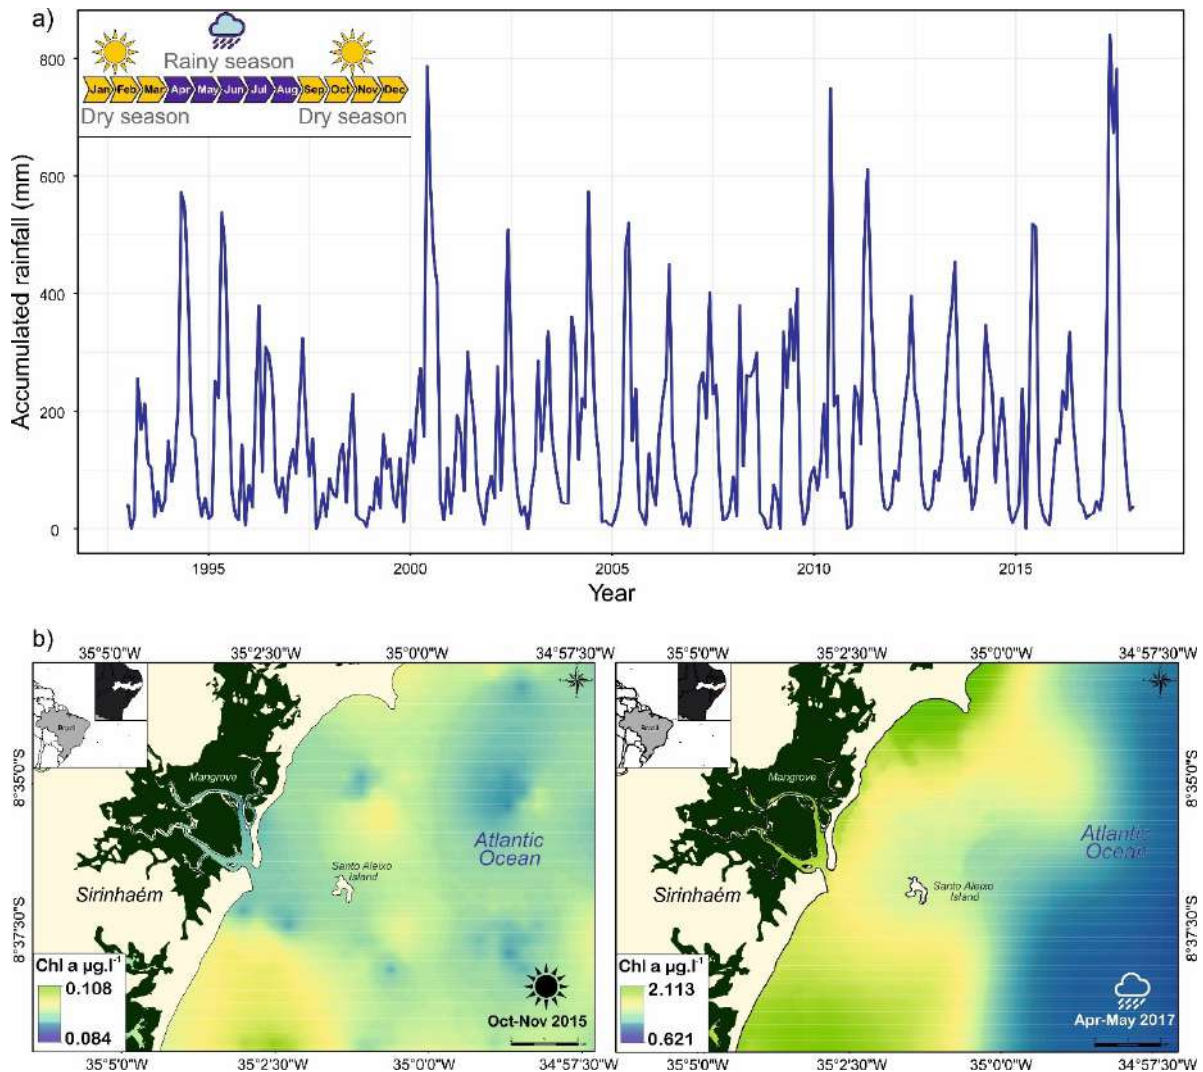 a)
Rainy season
Jan Feb Mar Apr May Jun Jul Aug Sep Oct Nov Dec
Dry season Dry season
Accumulated rainfall (mm)
800
600
400
200
0
1995 2000 2005 2010 2015
Year
b)
35°5'0"W 35°2'30"W 35°0'0"W 34°57'30"W
35°5'0"W 35°2'30"W 35°0'0"W 34°57'30"W
8°35'0"S
8°37'30"S
Brazil
Mangrove
Atlantic
Ocean
Santo Aleixo
Island
Sirinhaém
Chl a µg.l-1
0.108
0.084
Oct-Nov 2015
35°5'0"W 35°2'30"W 35°0'0"W 34°57'30"W
Brazil
Mangrove
Atlantic
Ocean
Santo Aleixo
Island
Sirinhaém
Chl a µg.l-1
2.113
0.621
Apr-May 2017
8°35'0"S
8°37'30"S
35°5'0"W 35°2'30"W 35°0'0"W 34°57'30"W